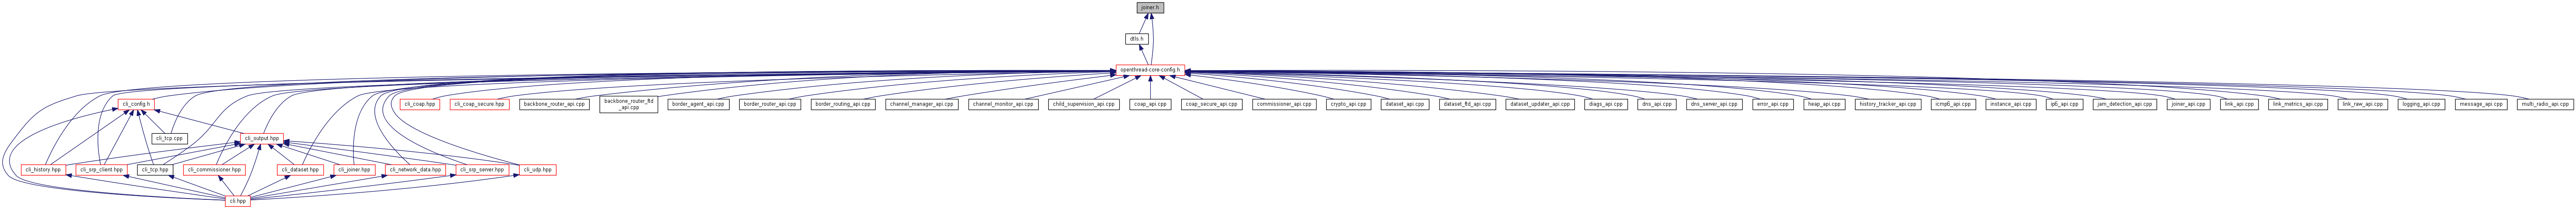 joiner.h
dtls.h
openthread-core-config.h
cli_config.h
cli_coap.hpp
cli_coap_secure.hpp
backbone_router_api.cpp
backbone_router_ftd
_api.cpp
border_agent_api.cpp
border_router_api.cpp
border_routing_api.cpp
channel_manager_api.cpp
channel_monitor_api.cpp
child_supervision_api.cpp
coap_api.cpp
coap_secure_api.cpp
commissioner_api.cpp
crypto_api.cpp
dataset_api.cpp
dataset_ftd_api.cpp
dataset_updater_api.cpp
diags_api.cpp
dns_api.cpp
dns_server_api.cpp
error_api.cpp
heap_api.cpp
history_tracker_api.cpp
icmp6_api.cpp
instance_api.cpp
ip6_api.cpp
jam_detection_api.cpp
joiner_api.cpp
link_api.cpp
link_metrics_api.cpp
link_raw_api.cpp
logging_api.cpp
message_api.cpp
multi_radio_api.cpp
cli_tcp.cpp
cli_output.hpp
cli_history.hpp
cli_srp_client.hpp
cli_tcp.hpp
cli_commissioner.hpp
cli_dataset.hpp
cli_joiner.hpp
cli_network_data.hpp
cli_srp_server.hpp
cli_udp.hpp
cli.hpp